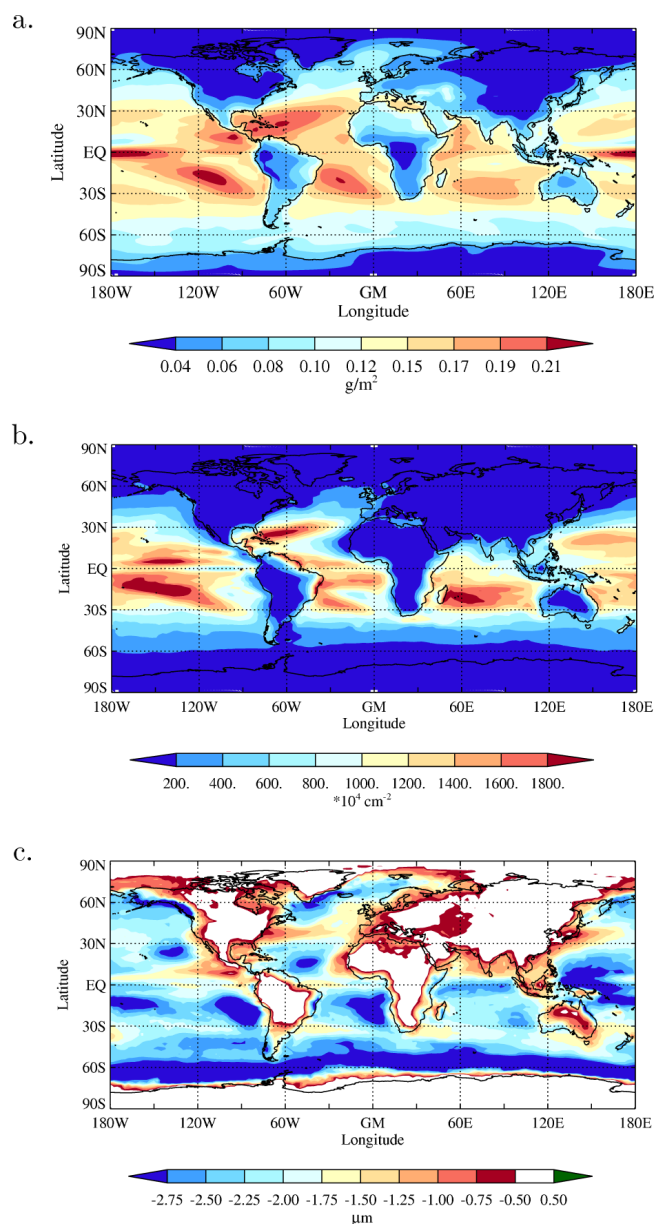 a.
90N
60N
30N
EQ
30S
60S
90S
Latitude
180W 120W 60W GM 60E 120E 180E
Longitude
0.04 0.06 0.08 0.10 0.12 0.15 0.17 0.19 0.21
g/m²
b.
90N
60N
30N
EQ
30S
60S
90S
Latitude
180W 120W 60W GM 60E 120E 180E
Longitude
200. 400. 600. 800. 1000. 1200. 1400. 1600. 1800.
*10⁴ cm⁻²
c.
90N
60N
30N
EQ
30S
60S
90S
Latitude
180W 120W 60W GM 60E 120E 180E
Longitude
-2.75 -2.50 -2.25 -2.00 -1.75 -1.50 -1.25 -1.00 -0.75 -0.50 0.50
μm